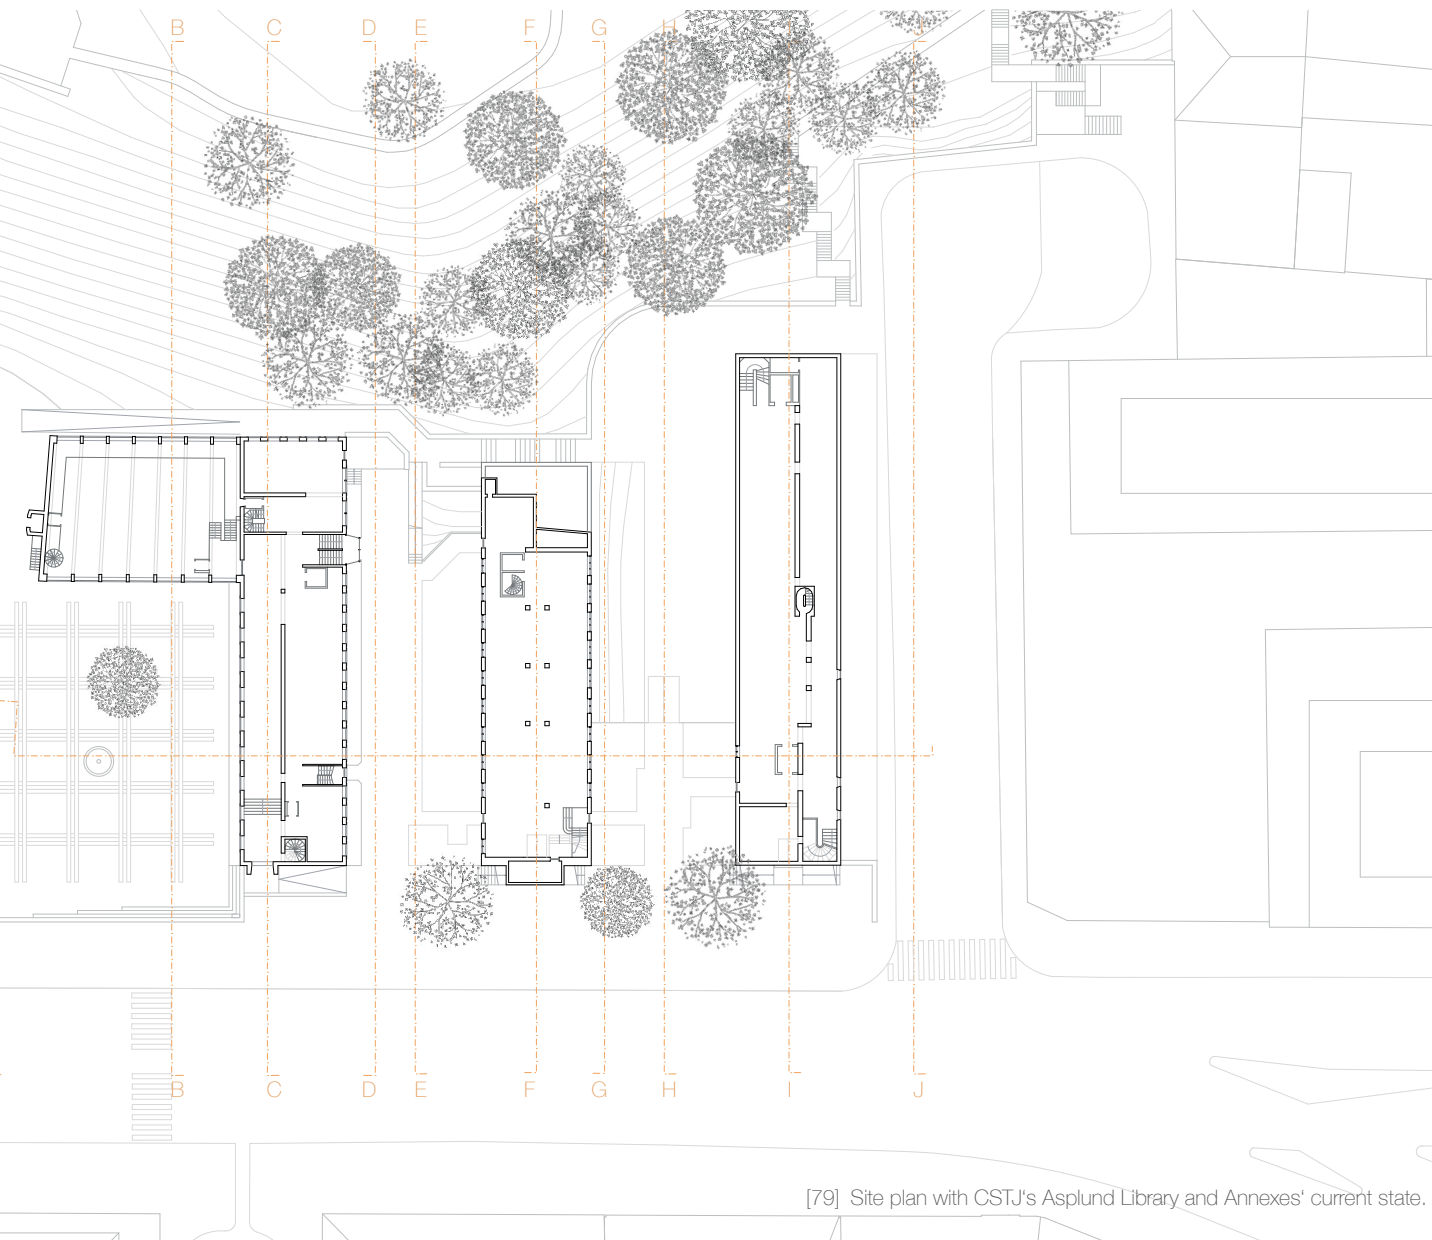 B C D E F G H I J
B C D E F G H I J
[79] Site plan with CSTJ's Asplund Library and Annexes' current state.